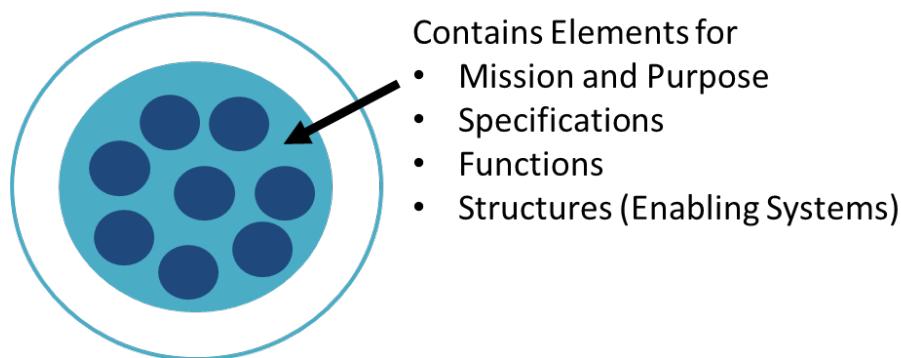 Contains Elements for
• Mission and Purpose
• Specifications
• Functions
• Structures (Enabling Systems)